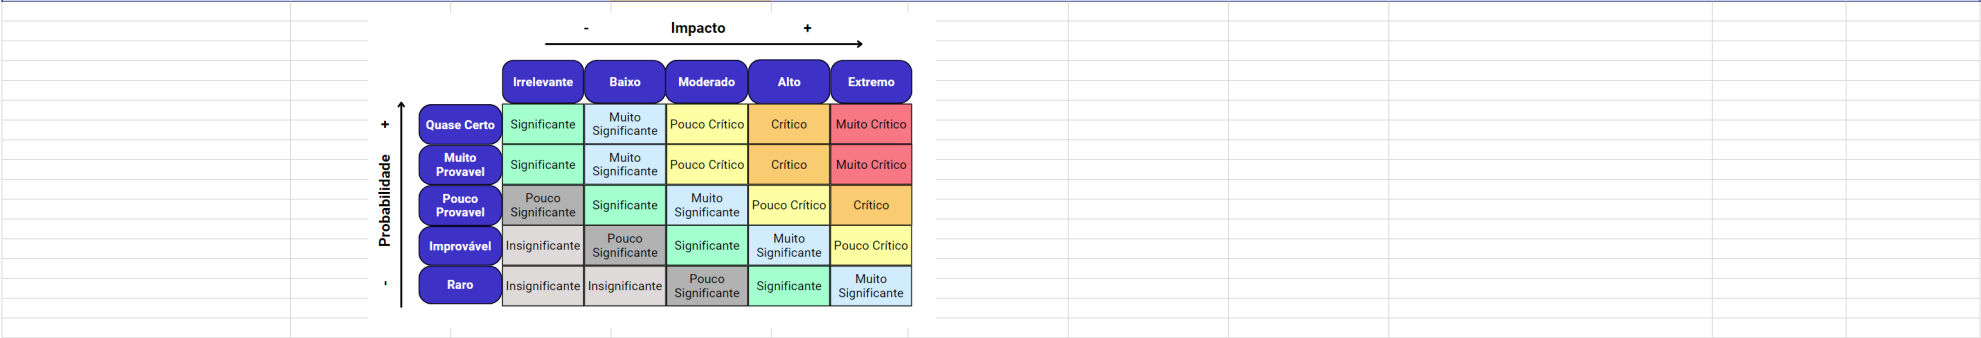 - Impacto +
Irrelevante Baixo Moderado Alto Extremo
+
Probabilidade
-
Quase Certo
Significante
Muito
Significante
Pouco Crítico
Crítico
Muito Crítico
Muito
Provavel
Significante
Muito
Significante
Pouco Crítico
Crítico
Muito Crítico
Pouco
Provavel
Pouco
Significante
Significante
Muito
Significante
Pouco Crítico
Crítico
Improvável
Insignificante
Pouco
Significante
Significante
Muito
Significante
Pouco Crítico
Raro
Insignificante
Insignificante
Pouco
Significante
Significante
Muito
Significante